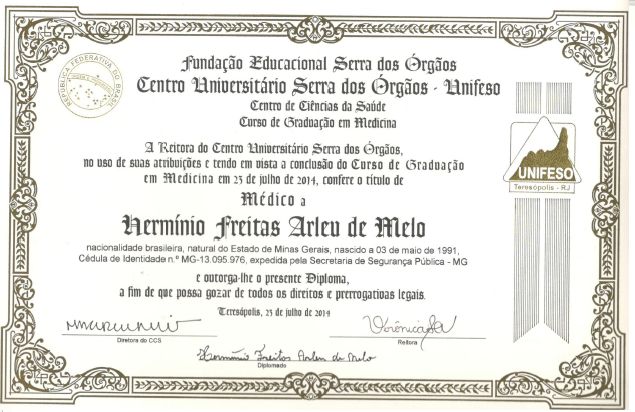 REPÚBLICA FEDERATIVA DO BRASIL
Fundação Educacional Serra dos Órgãos
Centro Universitário Serra dos Órgãos - Unifeso
Centro de Ciências da Saúde
Curso de Graduação em Medicina
A Reitora do Centro Universitário Serra dos Órgãos,
no uso de suas atribuições e tendo em vista a conclusão do Curso de Graduação
em Medicina em 23 de julho de 2014, confere o título de
Médico a
Hermínio Freitas Arleu de Melo
nacionalidade brasileira, natural do Estado de Minas Gerais, nascido a 03 de maio de 1991,
Cédula de Identidade n.º MG-13.095.976, expedida pela Secretaria de Segurança Pública - MG
e outorga-lhe o presente Diploma,
a fim de que possa gozar de todos os direitos e prerrogativas legais.
Teresópolis, 23 de julho de 2014
Diretora do CCS
Reitora
Hermínio Freitas Arleu de Melo
Diplomado
UNIFESO
Teresópolis - RJ